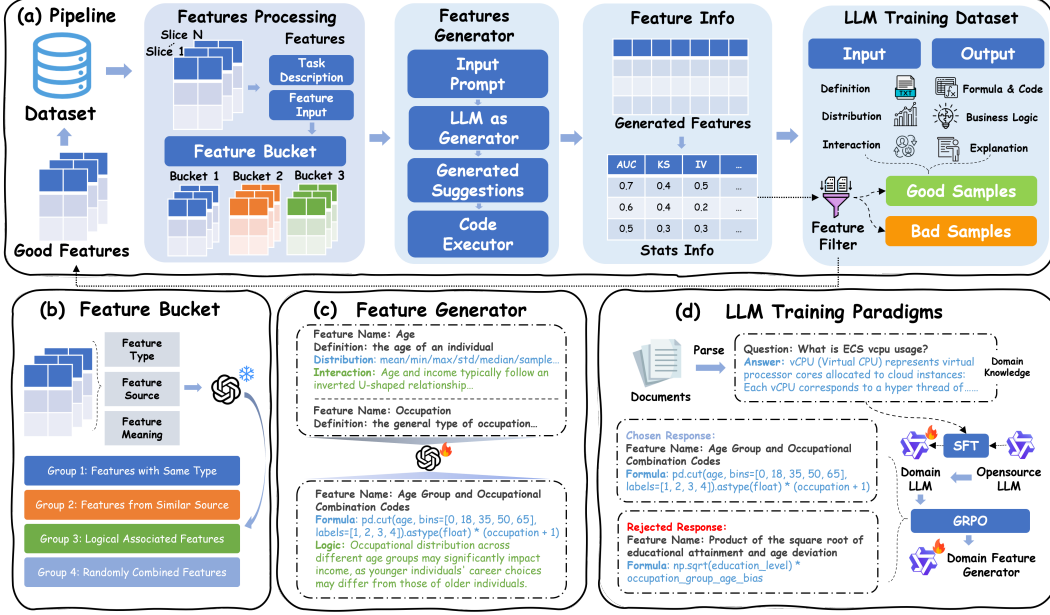 (a) Pipeline
Dataset
Good Features
Features Processing
Slice N
Slice 1
Features
Task
Description
Feature
Input
Feature Bucket
Bucket 1
Bucket 2
Bucket 3
Features
Generator
Input
Prompt
LLM as
Generator
Generated
Suggestions
Code
Executor
Feature Info
Generated Features
AUC KS IV ...
0.7 0.4 0.5 ...
0.6 0.4 0.2 ...
0.5 0.3 0.3 ...
Stats Info
LLM Training Dataset
Input
Output
Definition
TXT
Formula & Code
Distribution
Business Logic
Interaction
Explanation
Feature
Filter
Good Samples
Bad Samples
(b) Feature Bucket
Feature
Type
Feature
Source
Feature
Meaning
Group 1: Features with Same Type
Group 2: Features from Similar Source
Group 3: Logical Associated Features
Group 4: Randomly Combined Features
(c) Feature Generator
Feature Name: Age
Definition: the age of an individual
Distribution: mean/min/max/std/median/sample...
Interaction: Age and income typically follow an
inverted U-shaped relationship...
Feature Name: Occupation
Definition: the general type of occupation...
Feature Name: Age Group and Occupational
Combination Codes
Formula: pd.cut(age, bins=[0, 18, 35, 50, 65],
labels=[1, 2, 3, 4]).astype(float) * (occupation + 1)
Logic: Occupational distribution across
different age groups may significantly impact
income, as younger individuals' career choices
may differ from those of older individuals.
(d) LLM Training Paradigms
Documents
Parse
Question: What is ECS vcpu usage?
Answer: vCPU (Virtual CPU) represents virtual
processor cores allocated to cloud instances:
Each vCPU corresponds to a hyper thread of......
Domain
Knowledge
Chosen Response:
Feature Name: Age Group and Occupational
Combination Codes
Formula: pd.cut(age, bins=[0, 18, 35, 50, 65],
labels=[1, 2, 3, 4]).astype(float) * (occupation + 1)
Rejected Response:
Feature Name: Product of the square root of
educational attainment and age deviation
Formula: np.sqrt(education_level) *
occupation_group_age_bias
SFT
Domain
LLM
Opensource
LLM
GRPO
Domain Feature
Generator